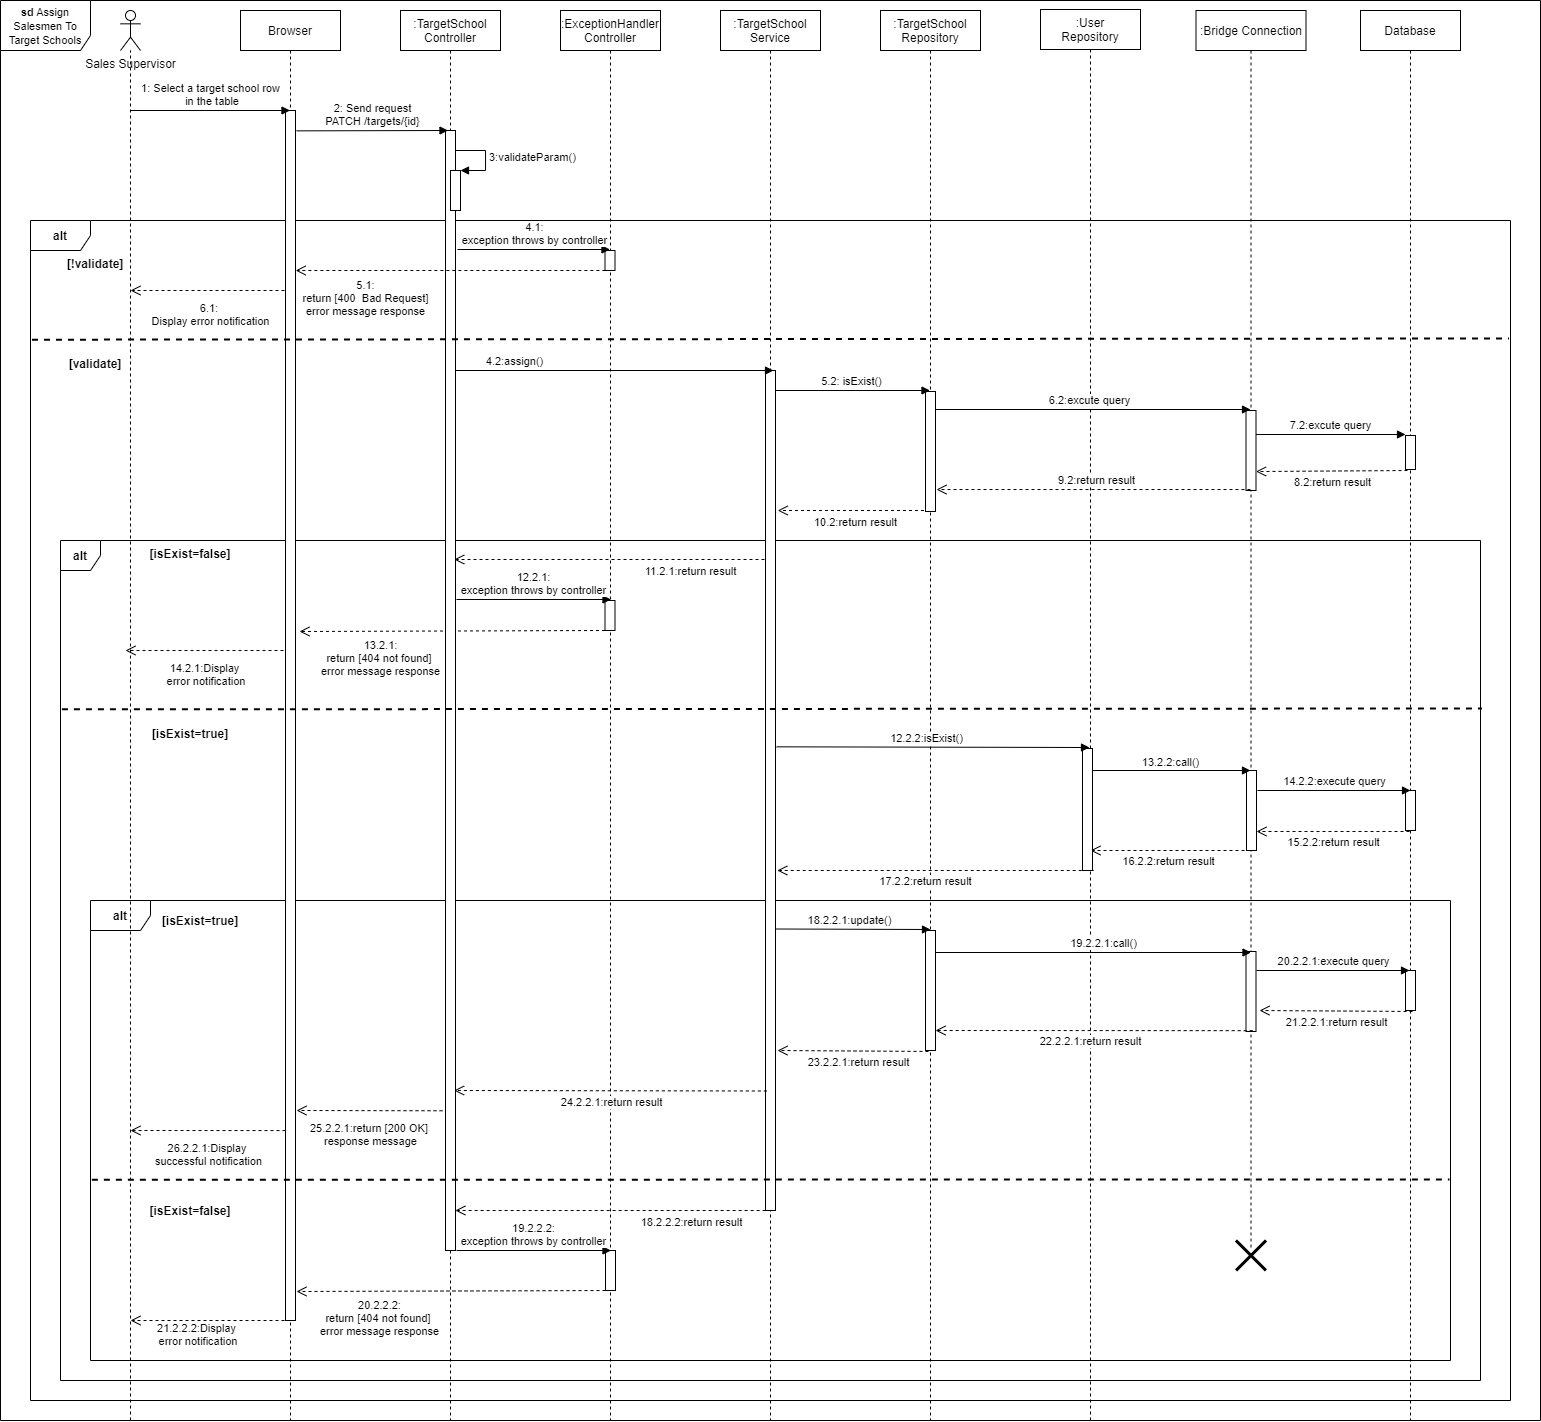 sd Assign
Salesmen To
Target Schools
Sales Supervisor
Browser
:TargetSchool
Controller
:ExceptionHandler
Controller
:TargetSchool
Service
:TargetSchool
Repository
:User
Repository
:Bridge Connection
Database
1: Select a target school row
in the table
2: Send request
PATCH /targets/{id}
3:validateParam()
alt
[!validate]
4.1:
exception throws by controller
5.1:
return [400  Bad Request]
error message response
6.1:
Display error notification
[validate]
4.2:assign()
5.2: isExist()
6.2:excute query
7.2:excute query
8.2:return result
9.2:return result
10.2:return result
alt
[isExist=false]
11.2.1:return result
12.2.1:
exception throws by controller
13.2.1:
return [404 not found]
error message response
14.2.1:Display
error notification
[isExist=true]
12.2.2:isExist()
13.2.2:call()
14.2.2:execute query
15.2.2:return result
16.2.2:return result
17.2.2:return result
alt
[isExist=true]
18.2.2.1:update()
19.2.2.1:call()
20.2.2.1:execute query
21.2.2.1:return result
22.2.2.1:return result
23.2.2.1:return result
24.2.2.1:return result
25.2.2.1:return [200 OK]
response message
26.2.2.1:Display
successful notification
[isExist=false]
18.2.2.2:return result
19.2.2.2:
exception throws by controller
20.2.2.2:
return [404 not found]
error message response
21.2.2.2:Display
error notification